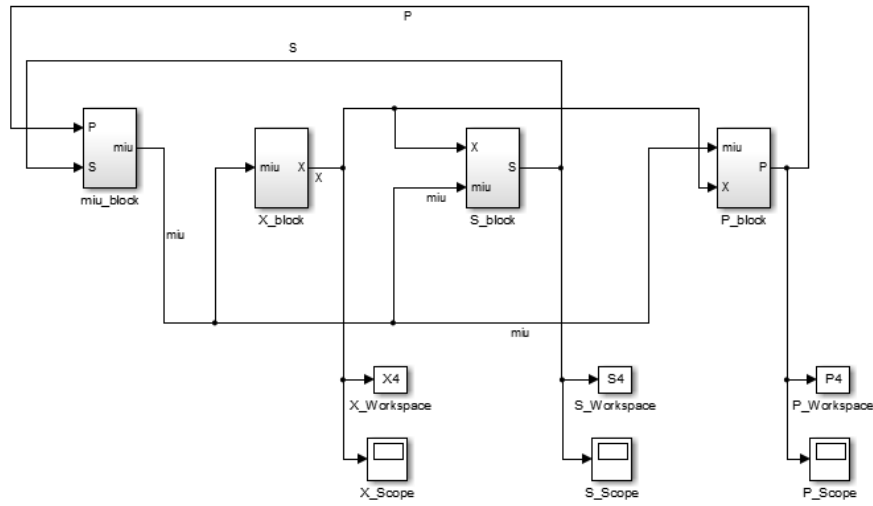 P
S
P
miu
S
miu_block
miu
miu
X
X
X_block
X
S
miu
miu
S_block
miu
P
X
P_block
miu
X4
X_Workspace
S4
S_Workspace
P4
P_Workspace
X_Scope
S_Scope
P_Scope